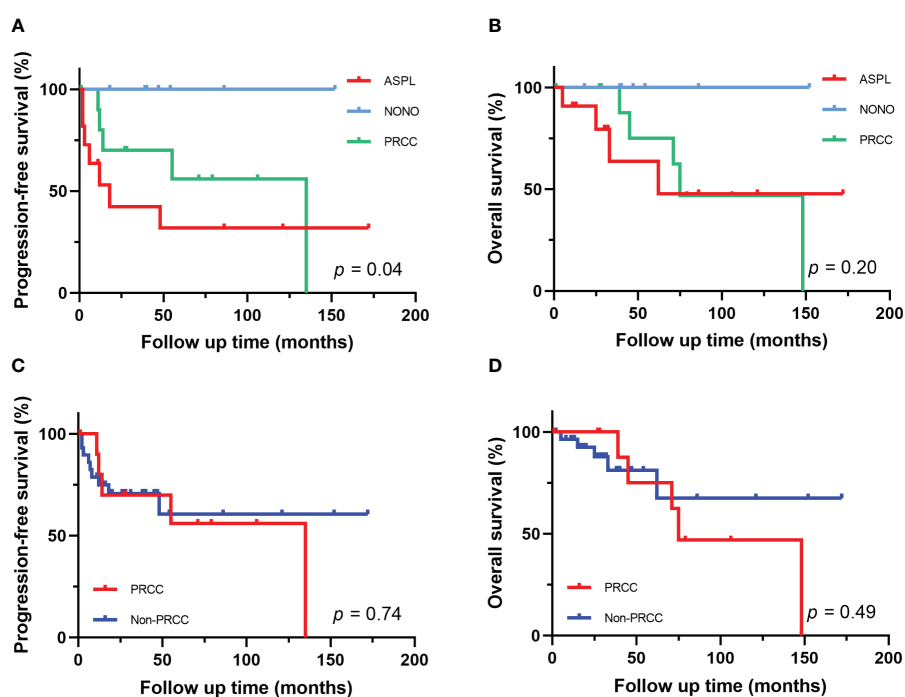 A
Progression-free survival (%)
100
50
0
0 50 100 150 200
Follow up time (months)
ASPL
NONO
PRCC
p = 0.04
B
Overall survival (%)
100
50
0
0 50 100 150 200
Follow up time (months)
ASPL
NONO
PRCC
p = 0.20
C
Progression-free survival (%)
100
50
0
0 50 100 150 200
Follow up time (months)
PRCC
Non-PRCC
p = 0.74
D
Overall survival (%)
100
50
0
0 50 100 150 200
Follow up time (months)
PRCC
Non-PRCC
p = 0.49